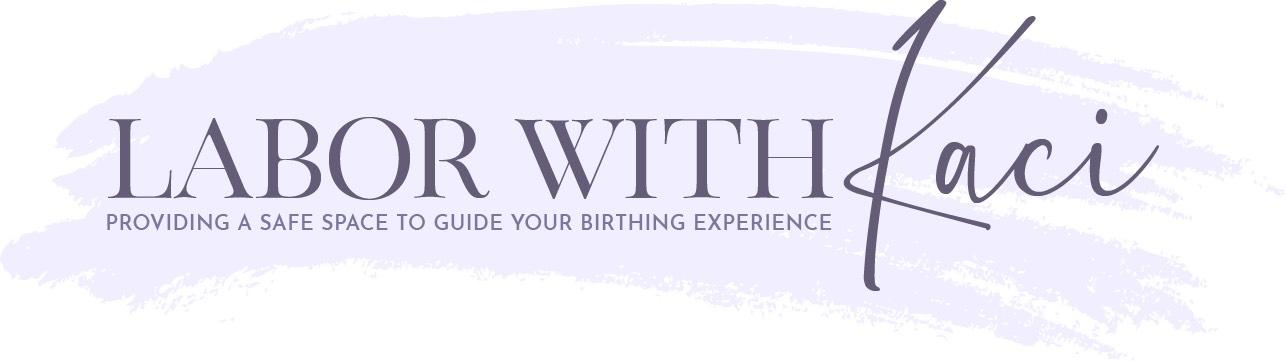 LABOR WITH Kaci
PROVIDING A SAFE SPACE TO GUIDE YOUR BIRTHING EXPERIENCE